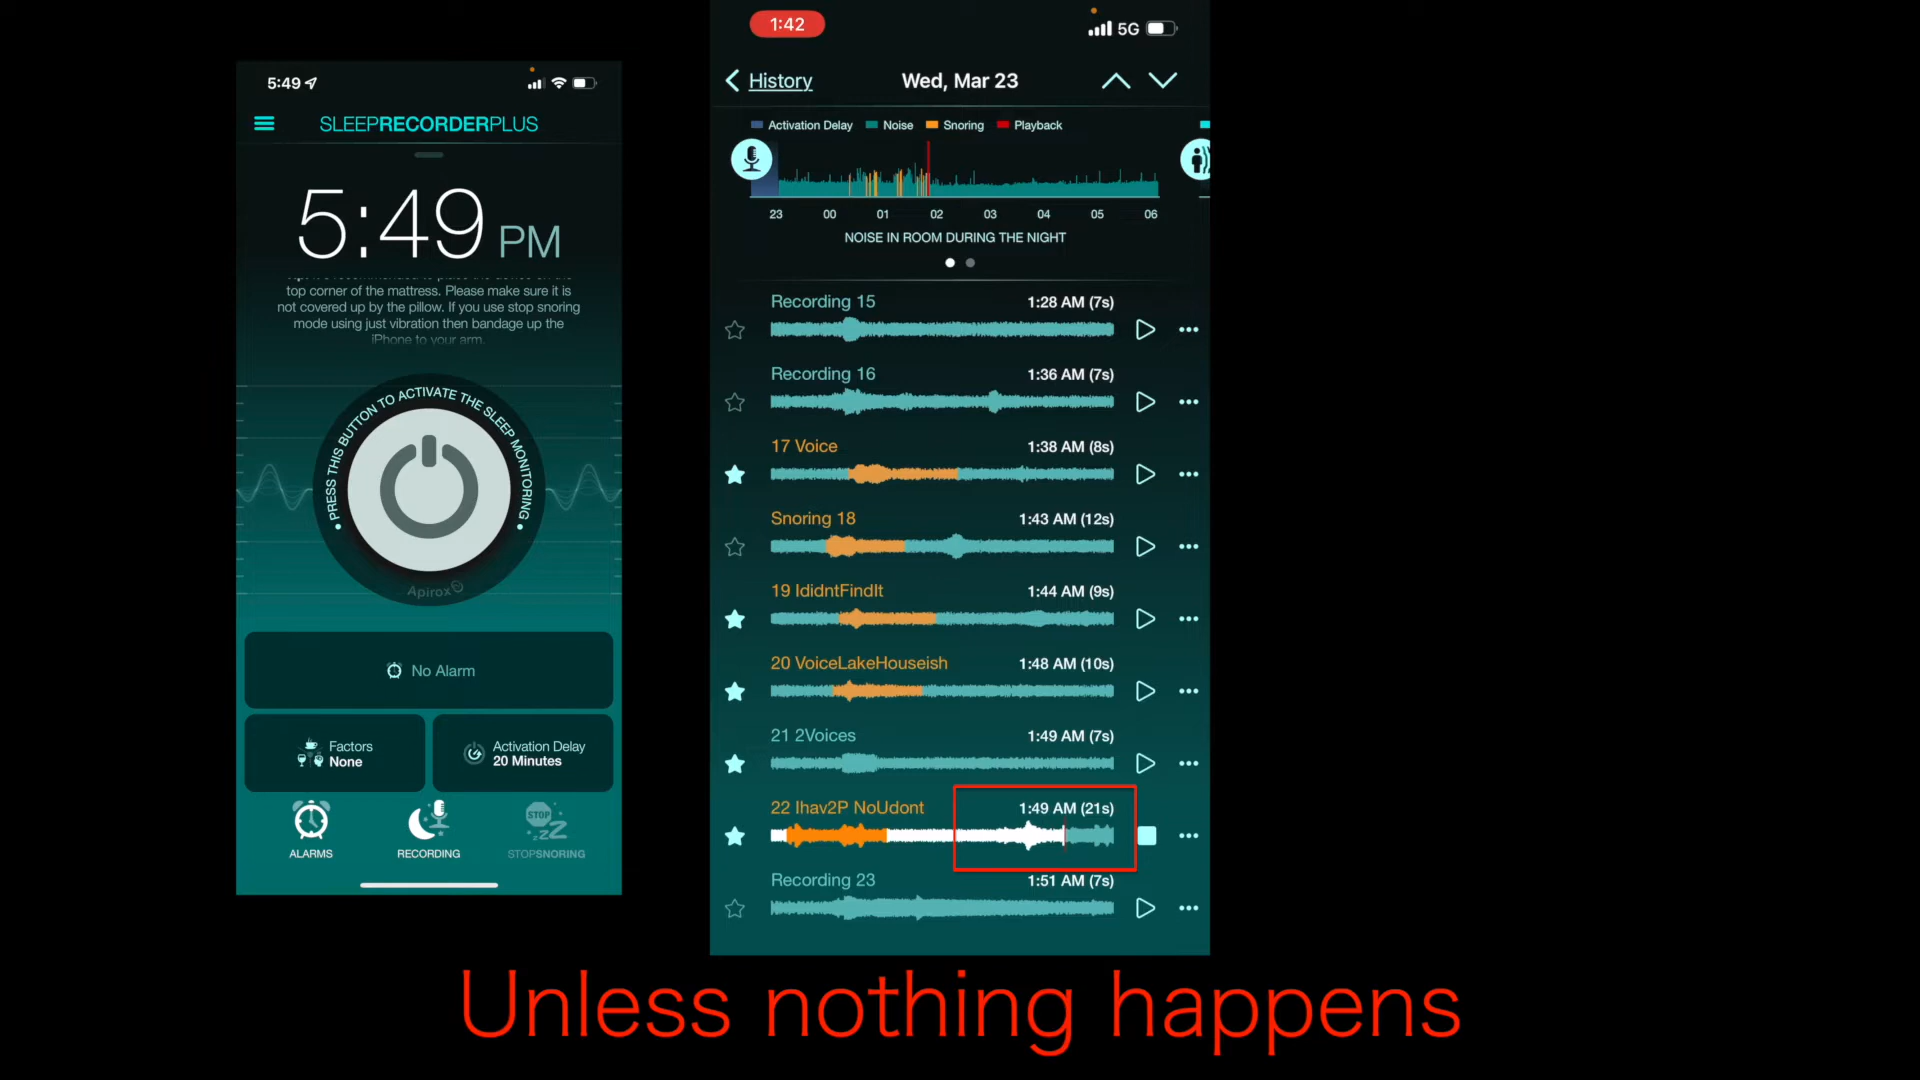 5:49
SLEEPRECORDERPLUS
5:49 PM
top corner of the mattress. Please make sure it is
not covered up by the pillow. If you use stop snoring
mode using just vibration then bandage up the
iPhone to your arm.
• PRESS THIS BUTTON TO ACTIVATE THE SLEEP MONITORING •
Apirox
No Alarm
Factors
None
Activation Delay
20 Minutes
ALARMS
RECORDING
STOP
STOPSNORING
1:42
5G
History
Wed, Mar 23
Activation Delay Noise Snoring Playback
23 00 01 02 03 04 05 06
NOISE IN ROOM DURING THE NIGHT
Recording 15 1:28 AM (7s)
Recording 16 1:36 AM (7s)
17 Voice 1:38 AM (8s)
Snoring 18 1:43 AM (12s)
19 IdidntFindIt 1:44 AM (9s)
20 VoiceLakeHouseish 1:48 AM (10s)
21 2Voices 1:49 AM (7s)
22 Ihav2P NoUdont 1:49 AM (21s)
Recording 23 1:51 AM (7s)
Unless nothing happens